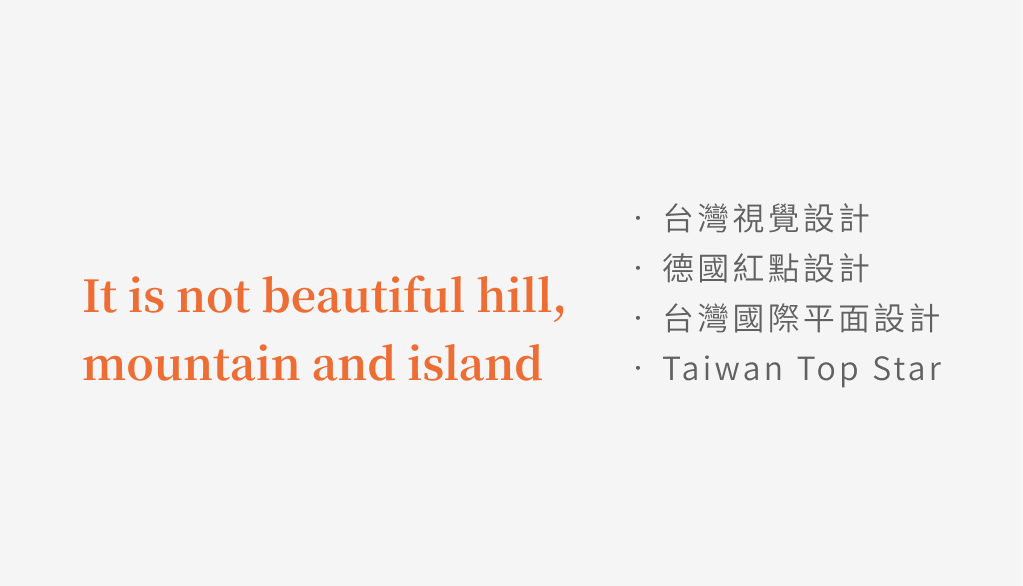 It is not beautiful hill,
mountain and island
· 台灣視覺設計
· 德國紅點設計
· 台灣國際平面設計
· Taiwan Top Star